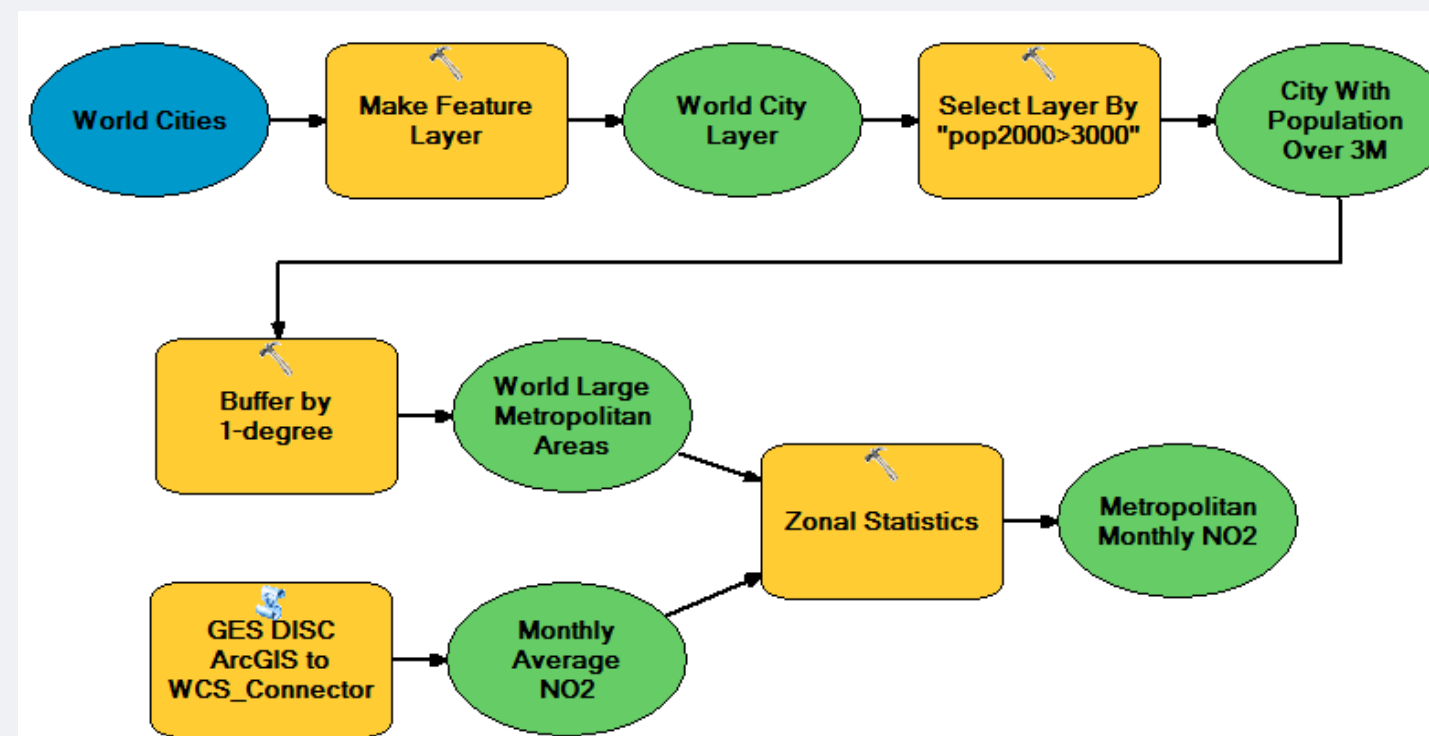 World Cities
Make Feature
Layer
World City
Layer
Select Layer By
"pop2000>3000"
City With
Population
Over 3M
Buffer by
1-degree
World Large
Metropolitan
Areas
Zonal Statistics
Metropolitan
Monthly NO2
GES DISC
ArcGIS to
WCS_Connector
Monthly
Average
NO2